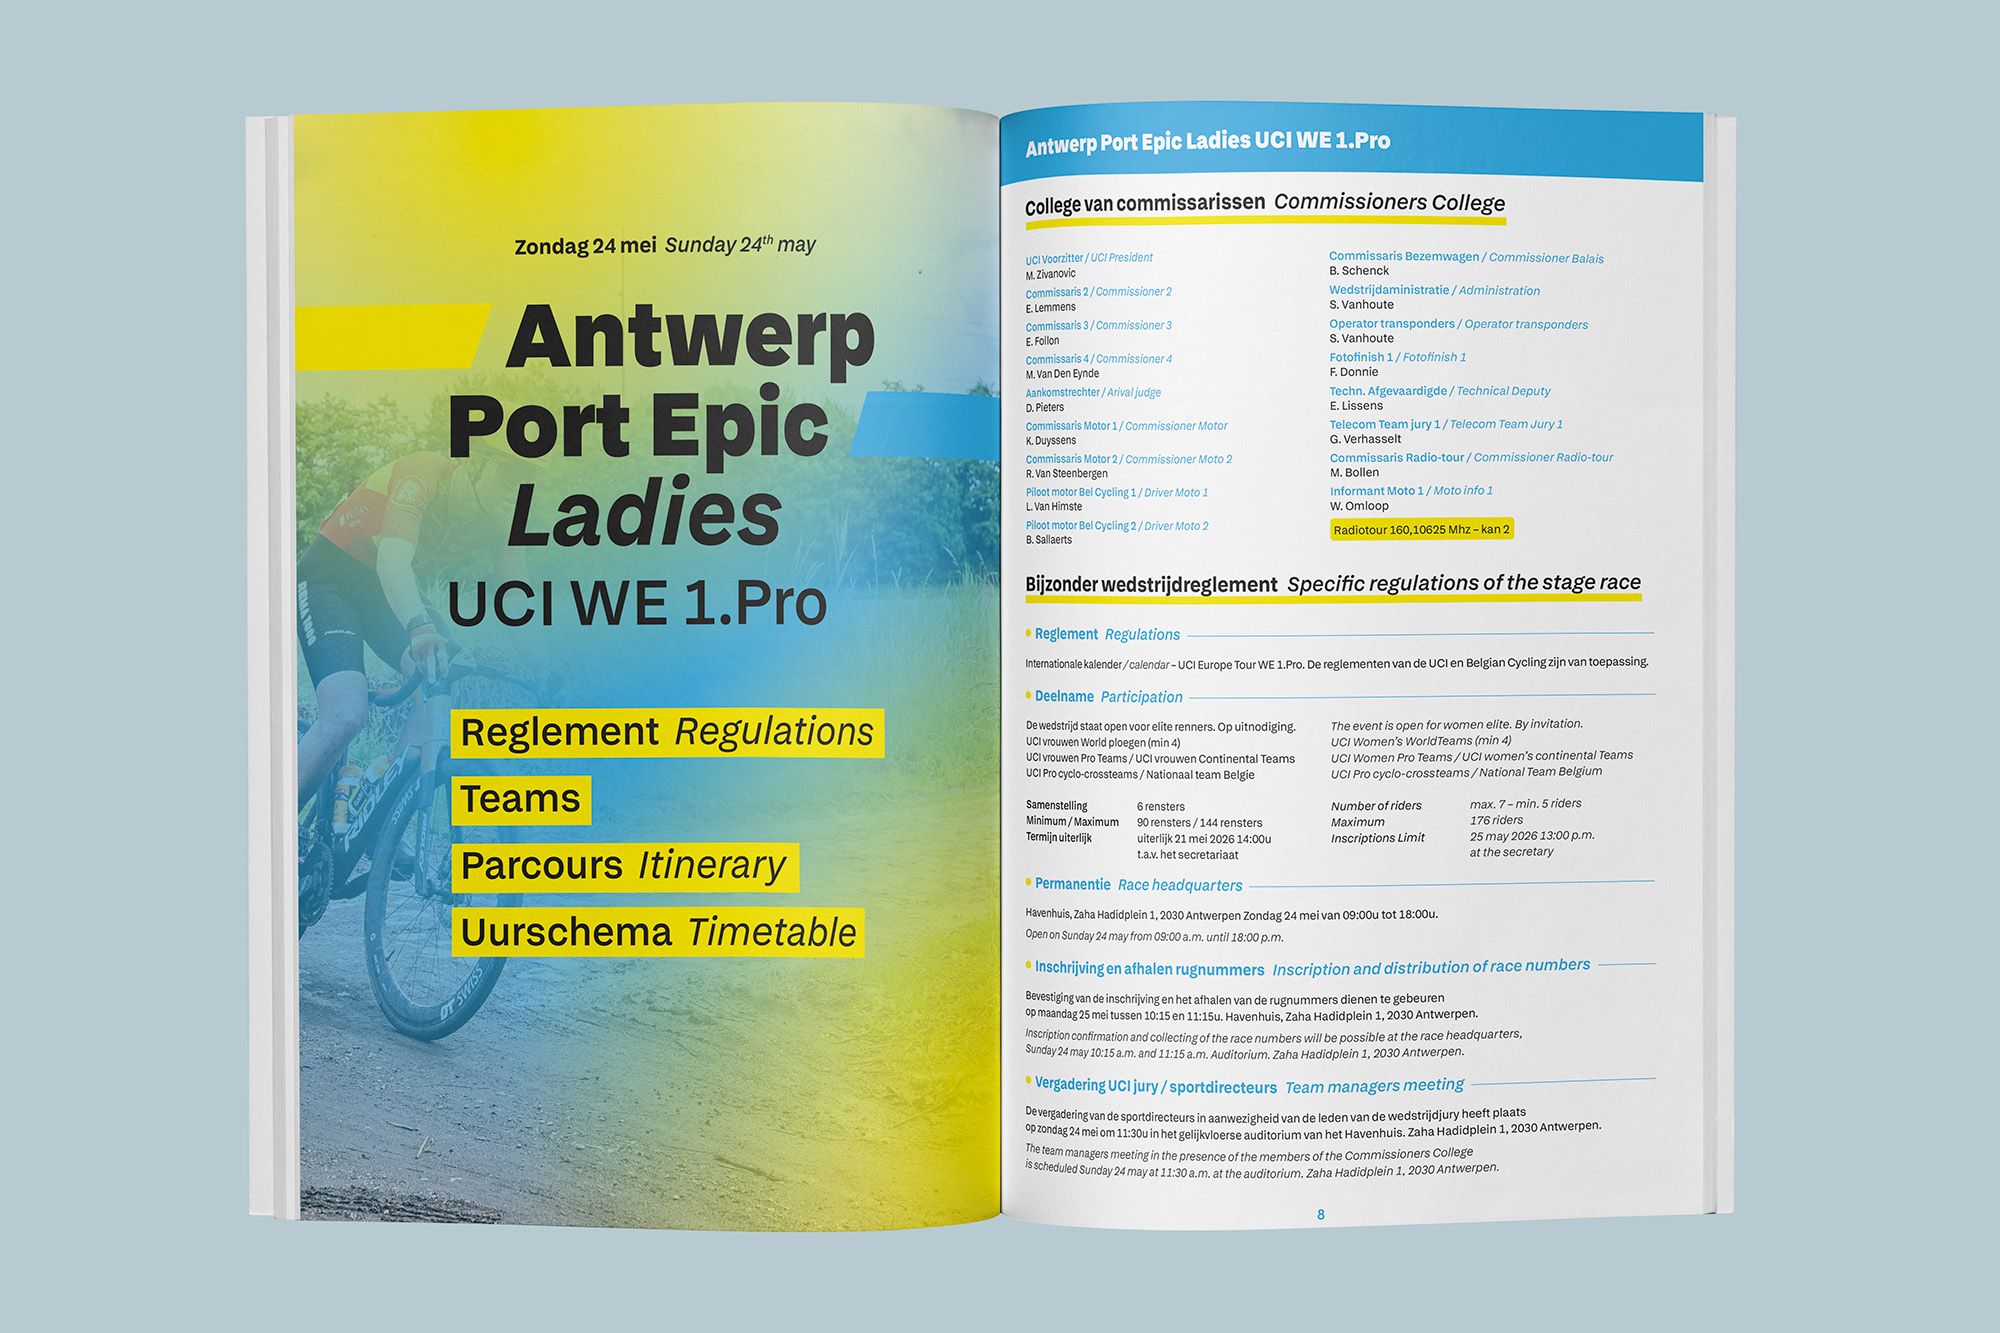 Zondag 24 mei Sunday 24th may
Antwerp
Port Epic
Ladies
UCI WE 1.Pro
Reglement Regulations
Teams
Parcours Itinerary
Uurschema Timetable
RIDLEY
DT SWISS
Antwerp Port Epic Ladies UCI WE 1.Pro
College van commissarissen Commissioners College
UCI Voorzitter / UCI President
M. Zivanovic
Commissaris 2 / Commissioner 2
E. Lemmens
Commissaris 3 / Commissioner 3
E. Follon
Commissaris 4 / Commissioner 4
M. Van Den Eynde
Aankomstrechter / Arival judge
D. Pieters
Commissaris Motor 1 / Commissioner Motor
K. Duyssens
Commissaris Motor 2 / Commissioner Moto 2
R. Van Steenbergen
Piloot motor Bel Cycling 1 / Driver Moto 1
L. Van Himste
Piloot motor Bel Cycling 2 / Driver Moto 2
B. Sallaerts
Commissaris Bezemwagen / Commissioner Balais
B. Schenck
Wedstrijdaministratie / Administration
S. Vanhoute
Operator transponders / Operator transponders
S. Vanhoute
Fotofinish 1 / Fotofinish 1
F. Donnie
Techn. Afgevaardigde / Technical Deputy
E. Lissens
Telecom Team jury 1 / Telecom Team Jury 1
G. Verhasselt
Commissaris Radio-tour / Commissioner Radio-tour
M. Bollen
Informant Moto 1 / Moto info 1
W. Omloop
Radiotour 160,10625 Mhz – kan 2
Bijzonder wedstrijdreglement Specific regulations of the stage race
Reglement Regulations
Internationale kalender / calendar – UCI Europe Tour WE 1.Pro. De reglementen van de UCI en Belgian Cycling zijn van toepassing.
Deelname Participation
De wedstrijd staat open voor elite renners. Op uitnodiging.
UCI vrouwen World ploegen (min 4)
UCI vrouwen Pro Teams / UCI vrouwen Continental Teams
UCI Pro cyclo-crossteams / Nationaal team Belgie
The event is open for women elite. By invitation.
UCI Women's WorldTeams (min 4)
UCI Women Pro Teams / UCI women's continental Teams
UCI Pro cyclo-crossteams / National Team Belgium
Samenstelling 6 rensters
Minimum / Maximum 90 rensters / 144 rensters
Termijn uiterlijk uiterlijk 21 mei 2026 14:00u
t.a.v. het secretariaat
Number of riders max. 7 – min. 5 riders
Maximum 176 riders
Inscriptions Limit 25 may 2026 13:00 p.m.
at the secretary
Permanentie Race headquarters
Havenhuis, Zaha Hadidplein 1, 2030 Antwerpen Zondag 24 mei van 09:00u tot 18:00u.
Open on Sunday 24 may from 09:00 a.m. until 18:00 p.m.
Inschrijving en afhalen rugnummers Inscription and distribution of race numbers
Bevestiging van de inschrijving en het afhalen van de rugnummers dienen te gebeuren
op maandag 25 mei tussen 10:15 en 11:15u. Havenhuis, Zaha Hadidplein 1, 2030 Antwerpen.
Inscription confirmation and collecting of the race numbers will be possible at the race headquarters,
Sunday 24 may 10:15 a.m. and 11:15 a.m. Auditorium. Zaha Hadidplein 1, 2030 Antwerpen.
Vergadering UCI jury / sportdirecteurs Team managers meeting
De vergadering van de sportdirecteurs in aanwezigheid van de leden van de wedstrijdjury heeft plaats
op zondag 24 mei om 11:30u in het gelijkvloerse auditorium van het Havenhuis. Zaha Hadidplein 1, 2030 Antwerpen.
The team managers meeting in the presence of the members of the Commissioners College
is scheduled Sunday 24 may at 11:30 a.m. at the auditorium. Zaha Hadidplein 1, 2030 Antwerpen.
8